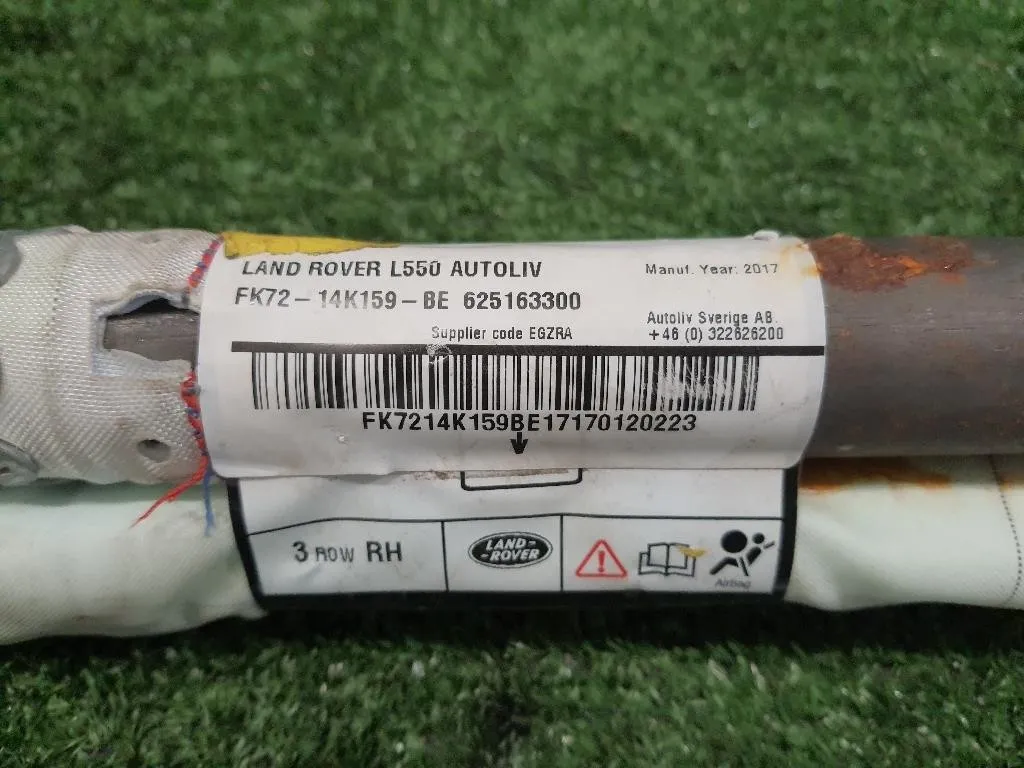 LAND ROVER L550 AUTOLIV
Manuf. Year: 2017
FK72-14K159-BE 625163300
Autoliv Sverige AB.
Supplier code EGZRA
+46 (0) 322626200
FK7214K159BE17170120223
3 ROW RH
LAND-
-ROVER
Airbag